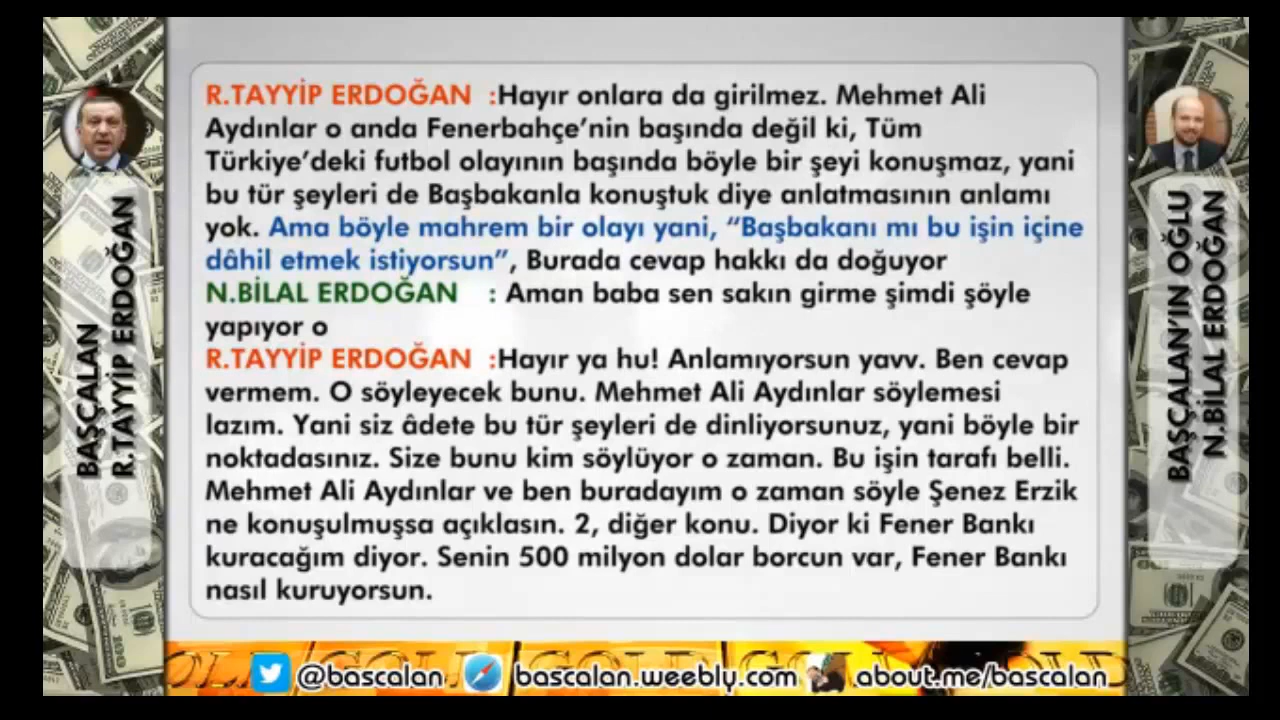 R.TAYYİP ERDOĞAN :Hayır onlara da girilmez. Mehmet Ali
Aydınlar o anda Fenerbahçe’nin başında değil ki, Tüm
Türkiye’deki futbol olayının başında böyle bir şeyi konuşmaz, yani
bu tür şeyleri de Başbakanla konuştuk diye anlatmasının anlamı
yok. Ama böyle mahrem bir olayı yani, “Başbakanı mı bu işin içine
dâhil etmek istiyorsun”, Burada cevap hakkı da doğuyor
N.BİLAL ERDOĞAN : Aman baba sen sakın girme şimdi şöyle
yapıyor o
R.TAYYİP ERDOĞAN :Hayır ya hu! Anlamıyorsun yavv. Ben cevap
vermem. O söyleyecek bunu. Mehmet Ali Aydınlar söylemesi
lazım. Yani siz âdete bu tür şeyleri de dinliyorsunuz, yani böyle bir
noktadasınız. Size bunu kim söylüyor o zaman. Bu işin tarafı belli.
Mehmet Ali Aydınlar ve ben buradayım o zaman söyle Şenez Erzik
ne konuşulmuşsa açıklasın. 2, diğer konu. Diyor ki Fener Bankı
kuracağım diyor. Senin 500 milyon dolar borcun var, Fener Bankı
nasıl kuruyorsun.
BAŞÇALAN
R.TAYYİP ERDOĞAN
BAŞÇALAN’IN OĞLU
N.BİLAL ERDOĞAN
@bascalan bascalan.weebly.com about.me/bascalan